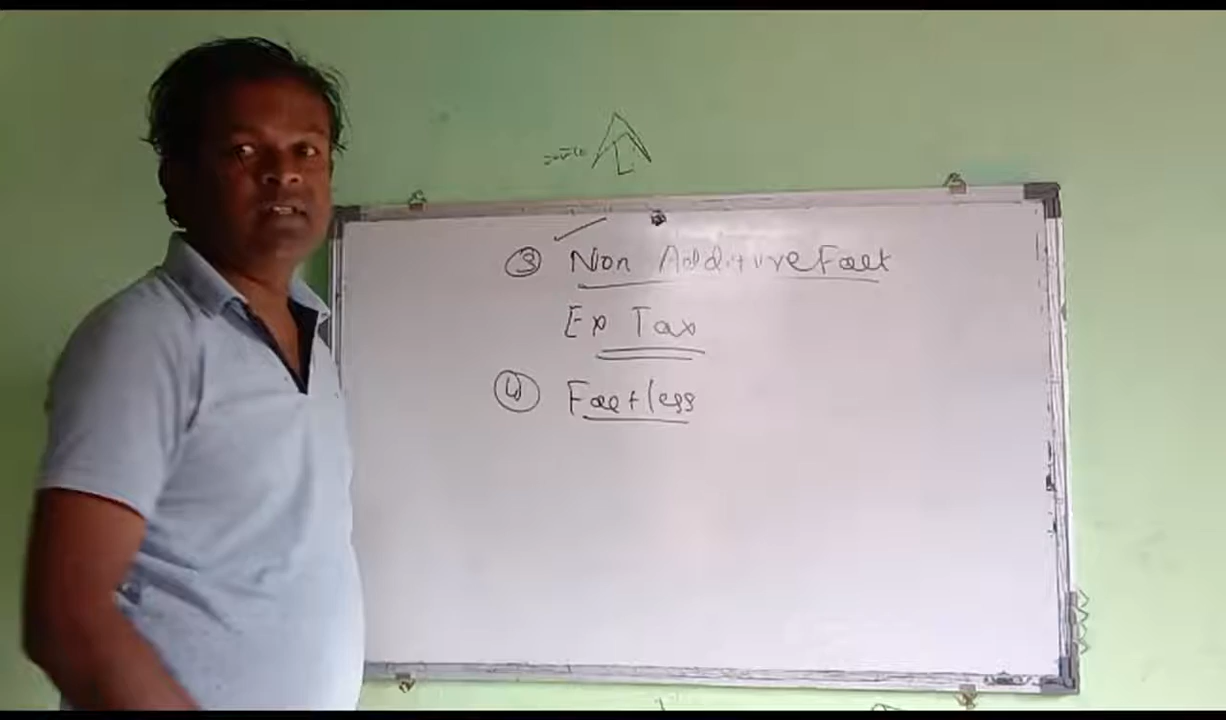 ③ Non Additive Fact
Ex Tax
④ Factless